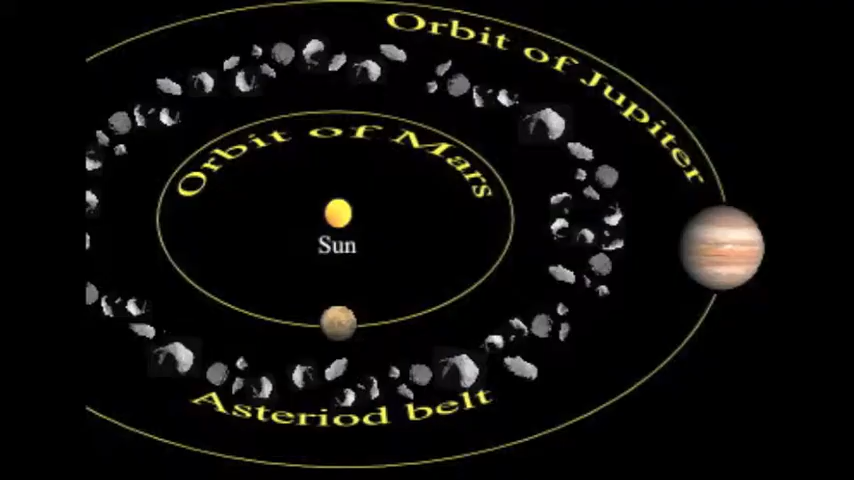 Orbit of Jupiter
Orbit of Mars
Sun
Asteriod belt